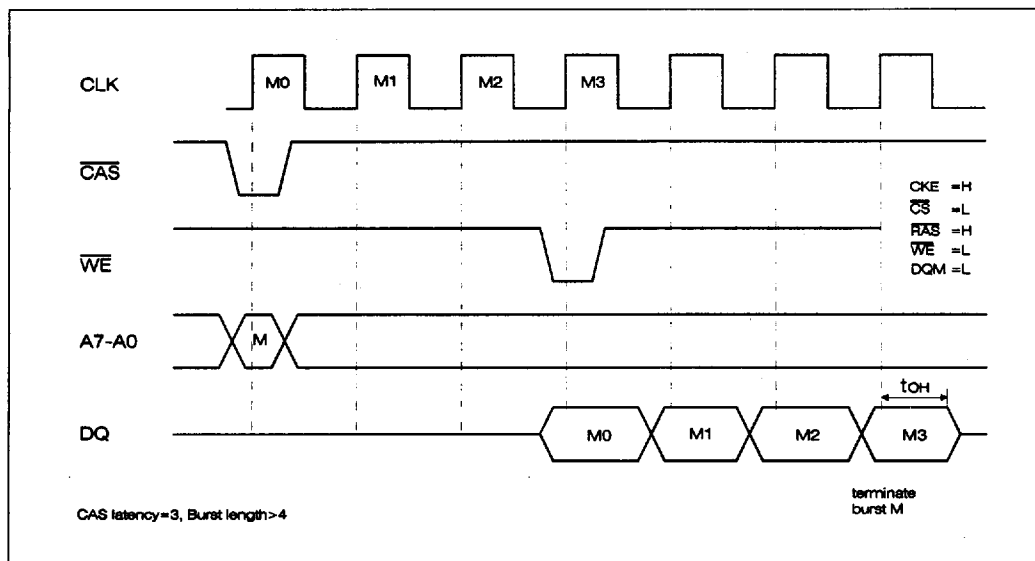 CLK
M0 M1 M2 M3
CAS
CKE =H
CS =L
RAS =H
WE =L
DQM =L
WE
A7~A0
M
tOH
DQ
M0 M1 M2 M3
terminate
burst M
CAS latency=3, Burst length>4